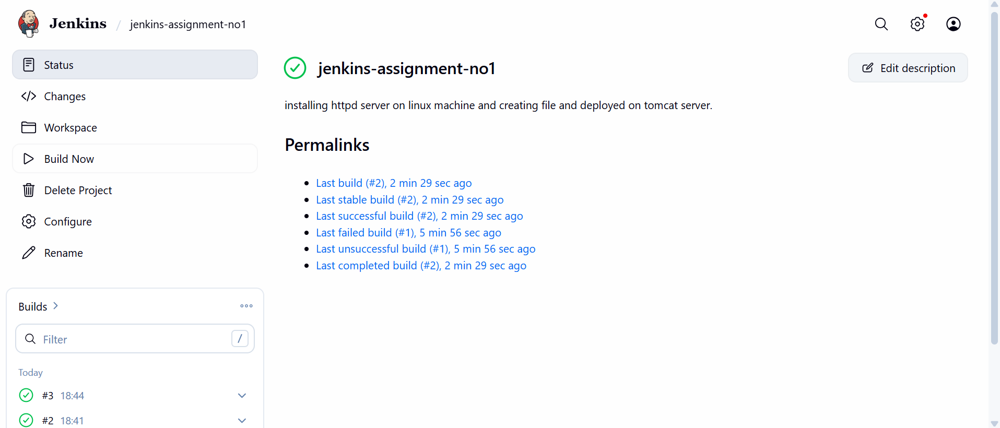 Jenkins / jenkins-assignment-no1
Status
Changes
Workspace
Build Now
Delete Project
Configure
Rename
Builds
Filter /
Today
#3 18:44
#2 18:41
jenkins-assignment-no1
Edit description
installing httpd server on linux machine and creating file and deployed on tomcat server.
Permalinks
Last build (#2), 2 min 29 sec ago
Last stable build (#2), 2 min 29 sec ago
Last successful build (#2), 2 min 29 sec ago
Last failed build (#1), 5 min 56 sec ago
Last unsuccessful build (#1), 5 min 56 sec ago
Last completed build (#2), 2 min 29 sec ago